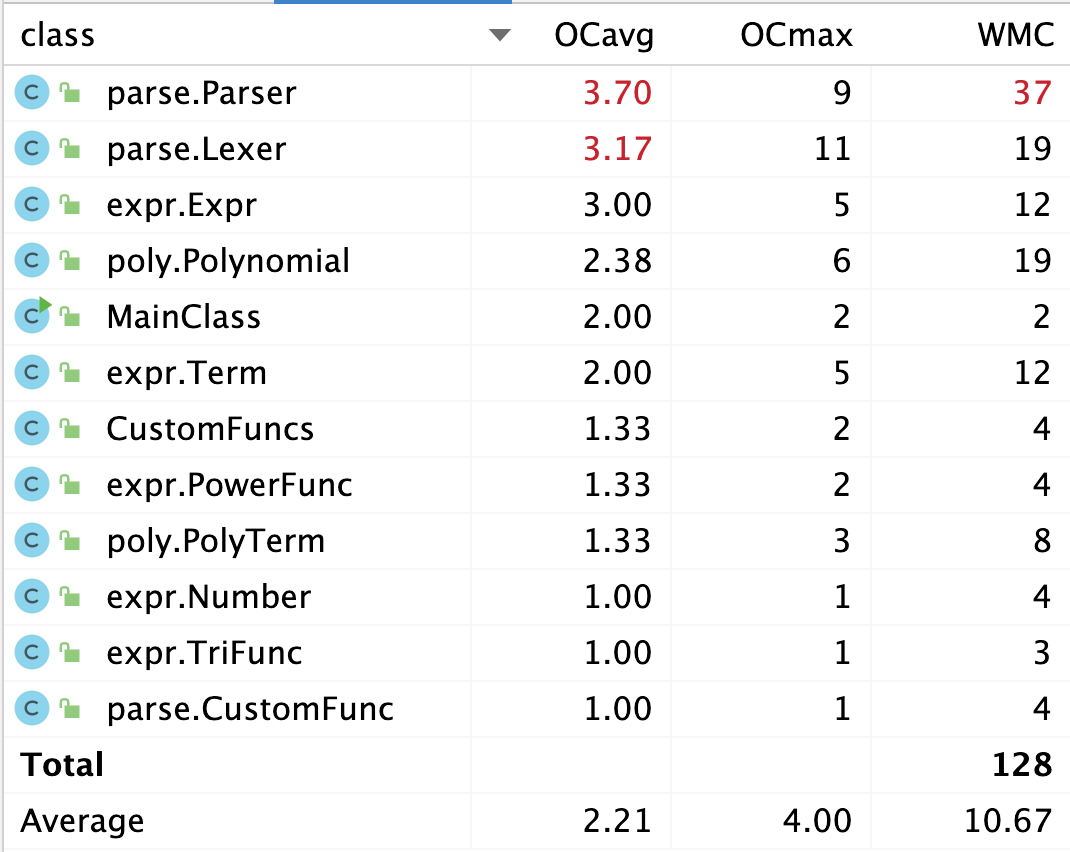 class OCavg OCmax WMC
C parse.Parser 3.70 9 37
C parse.Lexer 3.17 11 19
C expr.Expr 3.00 5 12
C poly.Polynomial 2.38 6 19
C MainClass 2.00 2 2
C expr.Term 2.00 5 12
C CustomFuncs 1.33 2 4
C expr.PowerFunc 1.33 2 4
C poly.PolyTerm 1.33 3 8
C expr.Number 1.00 1 4
C expr.TriFunc 1.00 1 3
C parse.CustomFunc 1.00 1 4
Total 128
Average 2.21 4.00 10.67